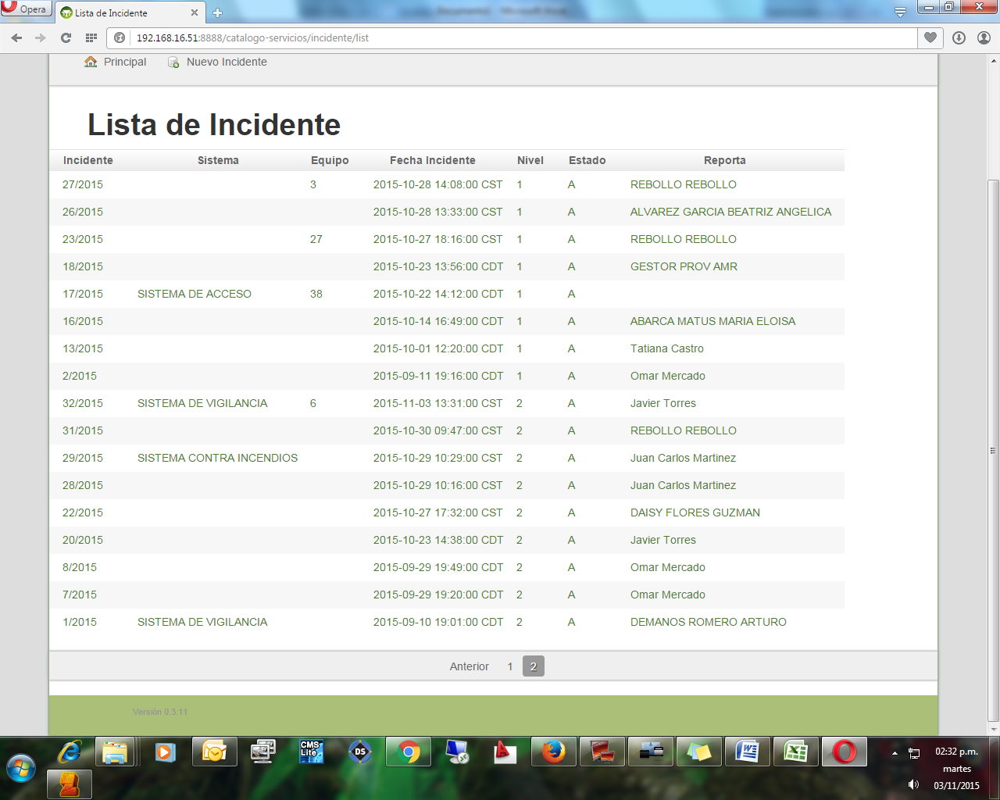 Opera
Lista de Incidente
192.168.16.51:8888/catalogo-servicios/incidente/list
Principal Nuevo Incidente
Lista de Incidente
Incidente Sistema Equipo Fecha Incidente Nivel Estado Reporta
27/2015 3 2015-10-28 14:08:00 CST 1 A REBOLLO REBOLLO
26/2015 2015-10-28 13:33:00 CST 1 A ALVAREZ GARCIA BEATRIZ ANGELICA
23/2015 27 2015-10-27 18:16:00 CST 1 A REBOLLO REBOLLO
18/2015 2015-10-23 13:56:00 CDT 1 A GESTOR PROV AMR
17/2015 SISTEMA DE ACCESO 38 2015-10-22 14:12:00 CDT 1 A
16/2015 2015-10-14 16:49:00 CDT 1 A ABARCA MATUS MARIA ELOISA
13/2015 2015-10-01 12:20:00 CDT 1 A Tatiana Castro
2/2015 2015-09-11 19:16:00 CDT 1 A Omar Mercado
32/2015 SISTEMA DE VIGILANCIA 6 2015-11-03 13:31:00 CST 2 A Javier Torres
31/2015 2015-10-30 09:47:00 CST 2 A REBOLLO REBOLLO
29/2015 SISTEMA CONTRA INCENDIOS 2015-10-29 10:29:00 CST 2 A Juan Carlos Martinez
28/2015 2015-10-29 10:16:00 CST 2 A Juan Carlos Martinez
22/2015 2015-10-27 17:32:00 CST 2 A DAISY FLORES GUZMAN
20/2015 2015-10-23 14:38:00 CDT 2 A Javier Torres
8/2015 2015-09-29 19:49:00 CDT 2 A Omar Mercado
7/2015 2015-09-29 19:20:00 CDT 2 A Omar Mercado
1/2015 SISTEMA DE VIGILANCIA 2015-09-10 19:01:00 CDT 2 A DEMANOS ROMERO ARTURO
Anterior 1 2
Versión 0.3.11
CMS Lite
DS
02:32 p.m.
martes
03/11/2015